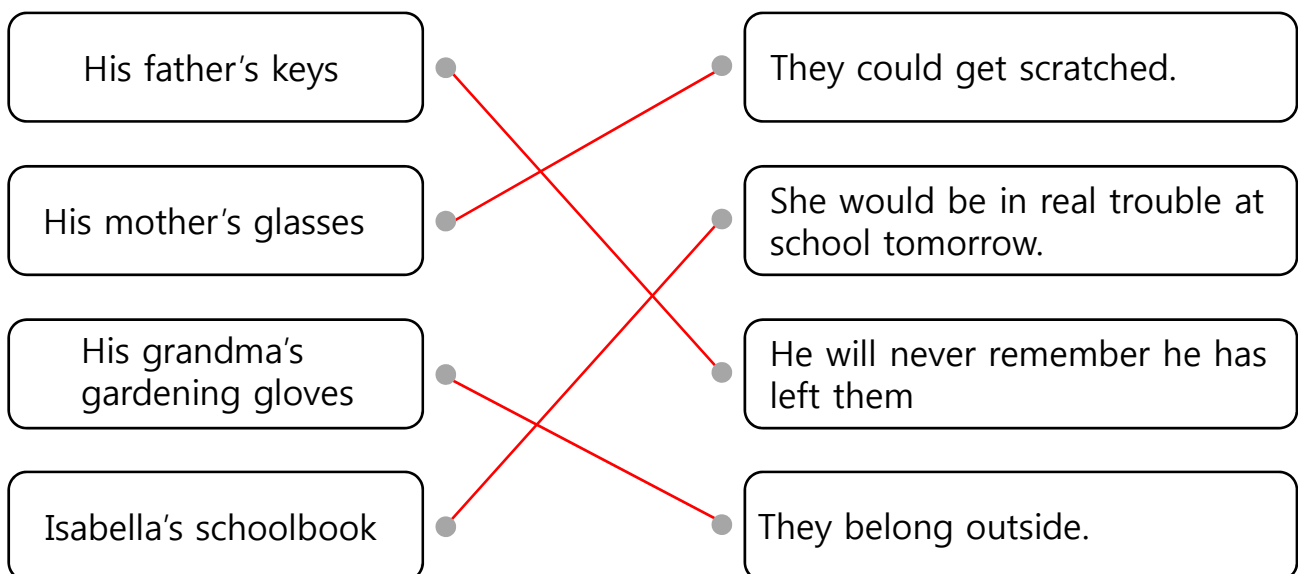 His father's keys
They could get scratched.
His mother's glasses
She would be in real trouble at
school tomorrow.
His grandma's
gardening gloves
He will never remember he has
left them
Isabella's schoolbook
They belong outside.